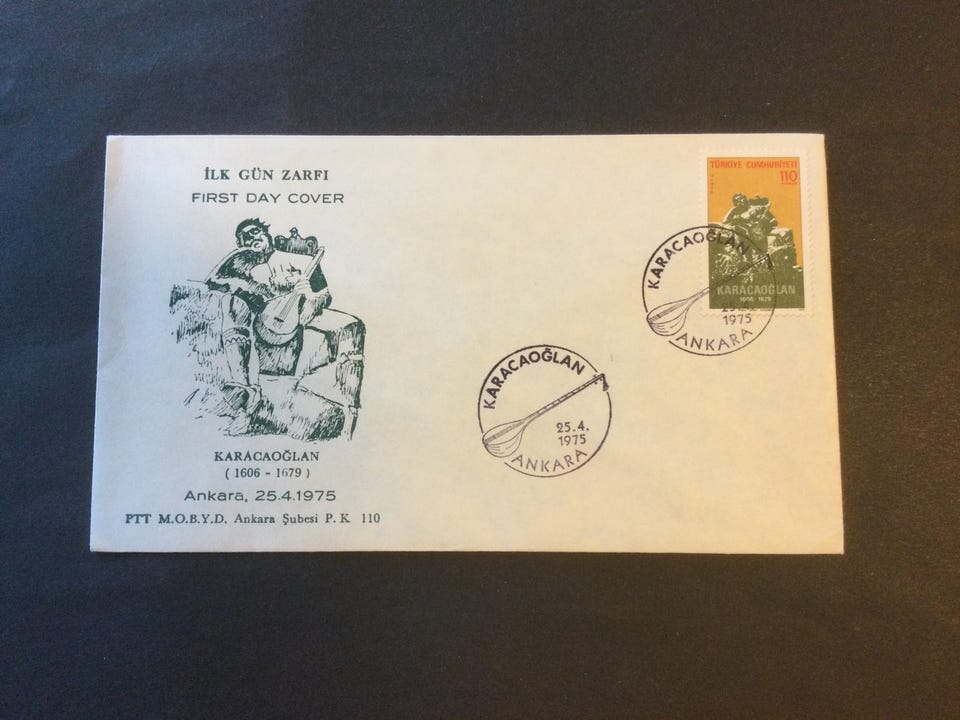 İLK GÜN ZARFI
FIRST DAY COVER
KARACAOĞLAN
( 1606 - 1679 )
Ankara, 25.4.1975
PTT M.O.B.Y.D. Ankara Şubesi P. K. 110
KARACAOĞLAN
25.4.
1975
ANKARA
TÜRKİYE CUMHURİYETİ
110
KARACAOĞLAN
1606 - 1679
KARACAOĞLAN
1975
ANKARA